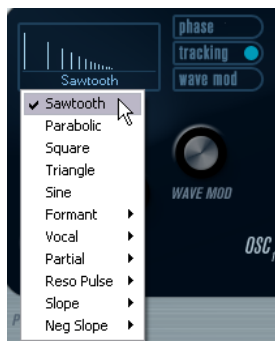 phase
tracking
wave mod
Sawtooth
Sawtooth
Parabolic
Square
Triangle
Sine
Formant
Vocal
Partial
Reso Pulse
Slope
Neg Slope
WAVE MOD
OSC
P